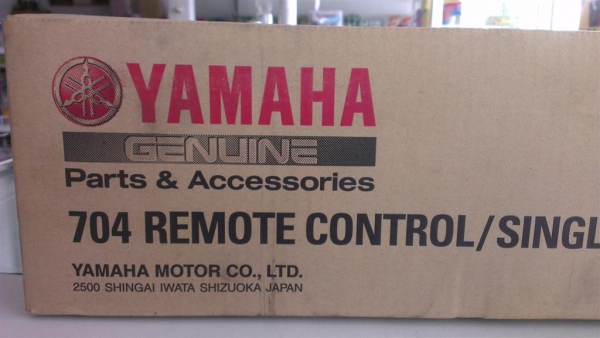 YAMAHA
GENUINE
Parts & Accessories
704 REMOTE CONTROL/SINGL
YAMAHA MOTOR CO., LTD.
2500 SHINGAI IWATA SHIZUOKA JAPAN